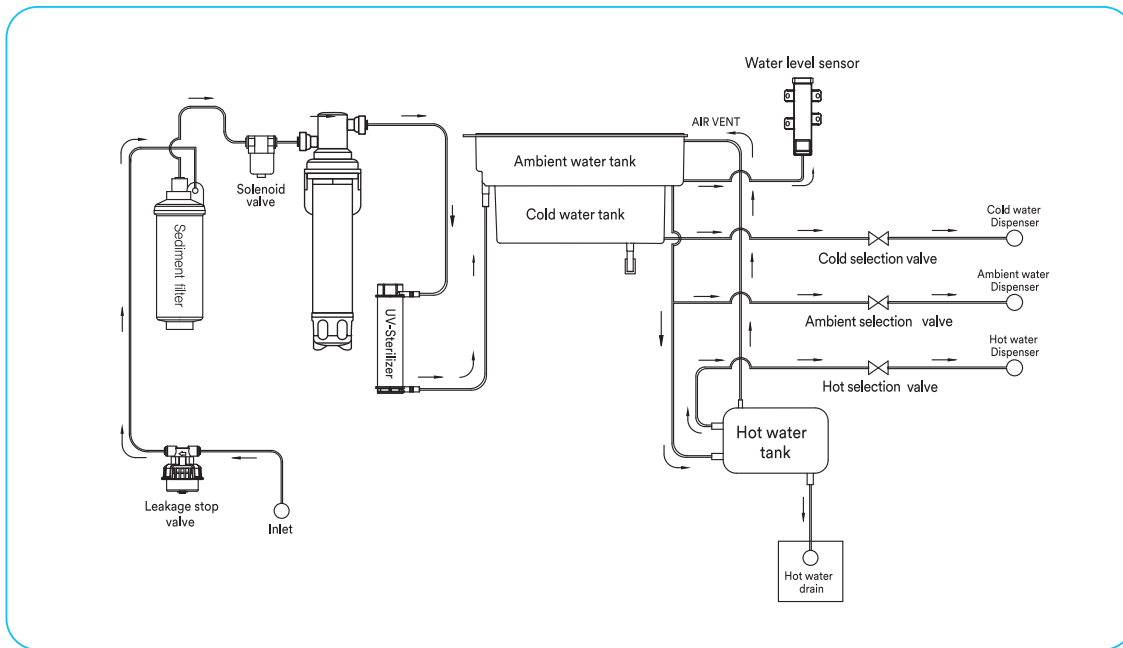 Water level sensor
AIR VENT
Ambient water tank
Solenoid
valve
Cold water tank
Cold water
Dispenser
Sediment filter
Cold selection valve
Ambient water
Dispenser
UV-Sterilizer
Ambient selection valve
Hot water
Dispenser
Hot selection valve
Hot water
tank
Leakage stop
valve
Inlet
Hot water
drain